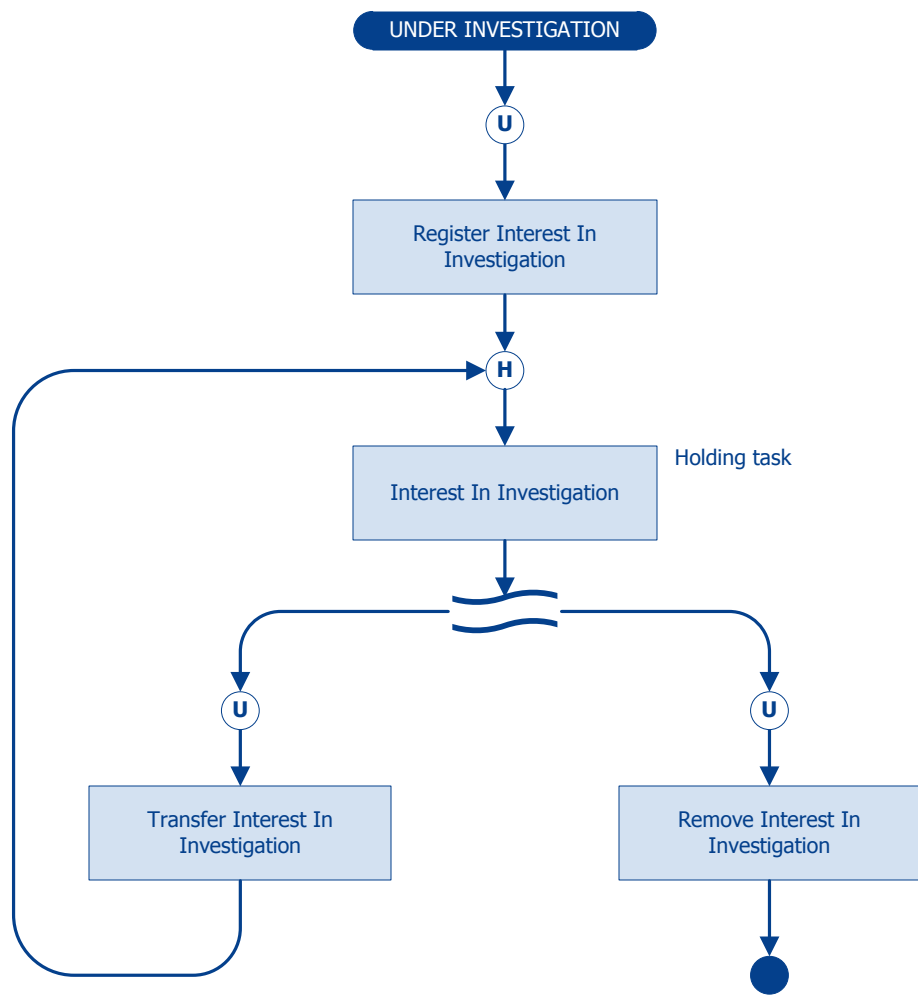 UNDER INVESTIGATION
U
Register Interest In
Investigation
H
Holding task
Interest In Investigation
U
U
Transfer Interest In
Investigation
Remove Interest In
Investigation